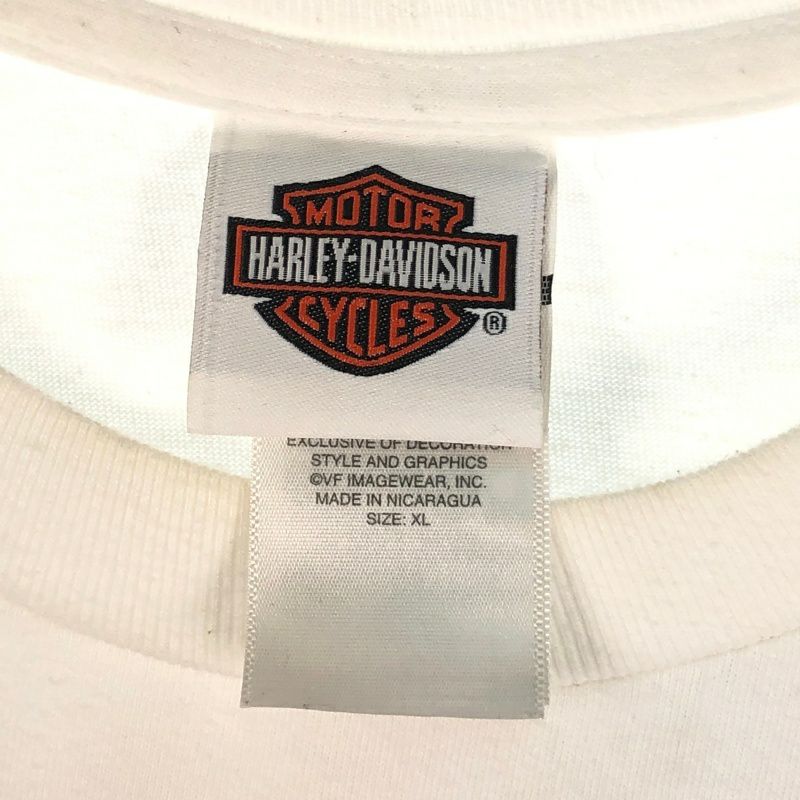 MOTOR
HARLEY-DAVIDSON
CYCLES
®
EXCLUSIVE OF DECORATION
STYLE AND GRAPHICS
©VF IMAGEWEAR, INC.
MADE IN NICARAGUA
SIZE: XL